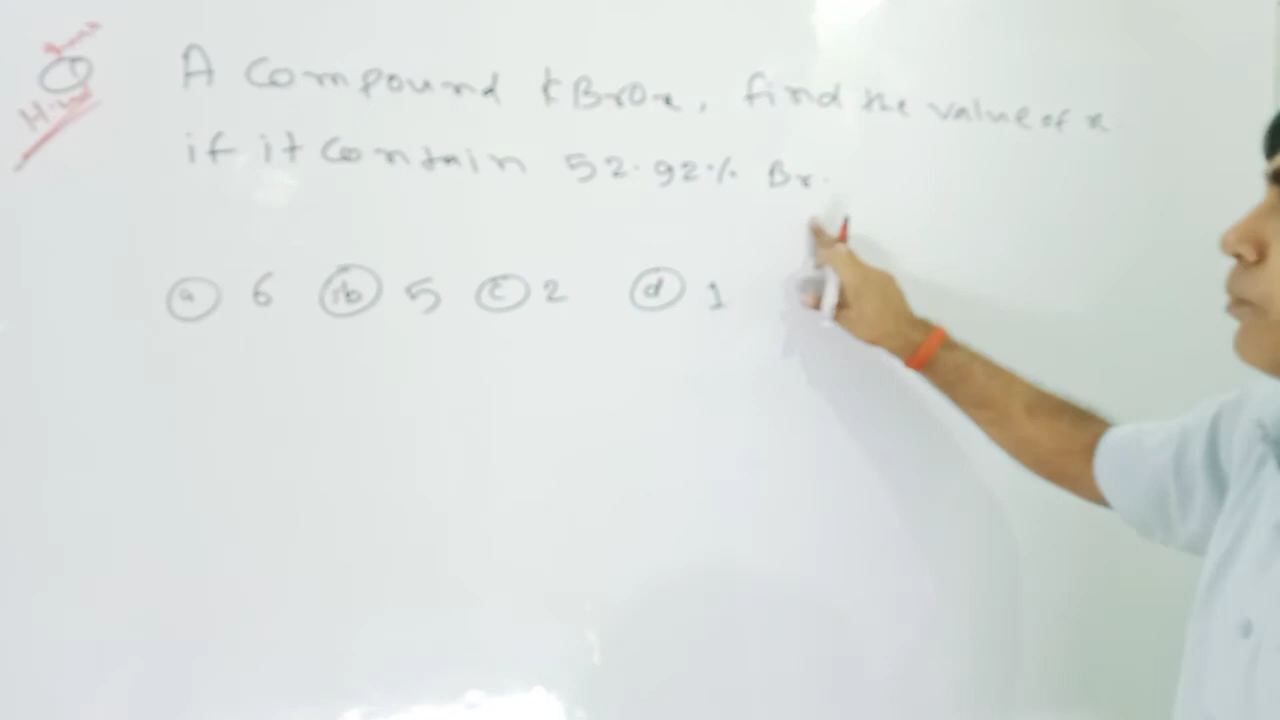 A Compound KBrOx, find the value of x
if it contain 52.92% Br.
(a) 6 (b) 5 (c) 2 (d) 1